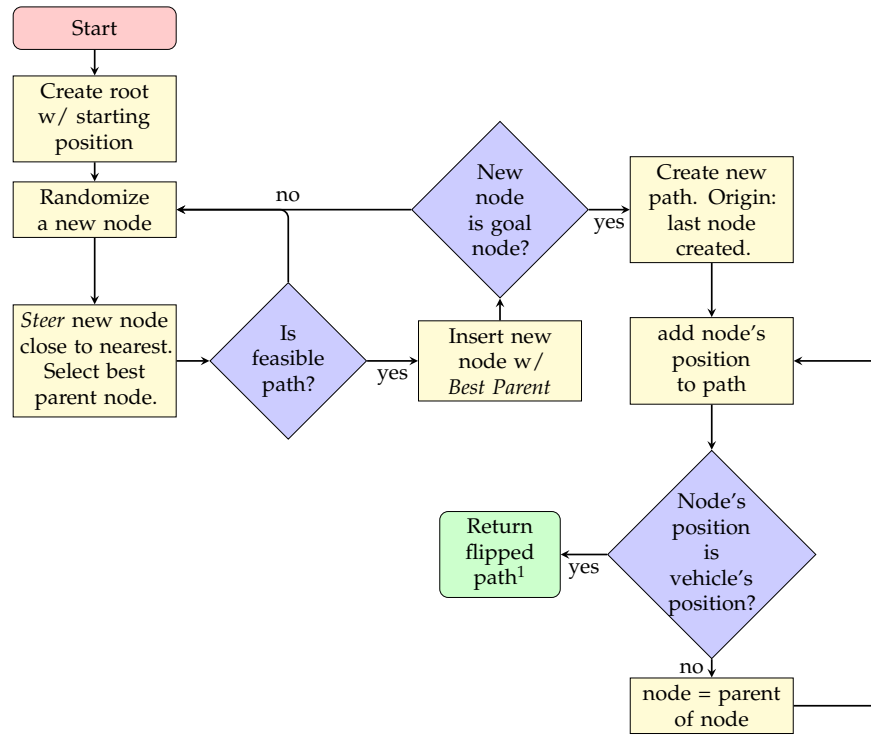 Start
Create root
w/ starting
position
Randomize
a new node
Steer new node
close to nearest.
Select best
parent node.
Is
feasible
path?
yes
no
Insert new
node w/
Best Parent
New
node
is goal
node?
yes
Create new
path. Origin:
last node
created.
add node's
position
to path
Node's
position
is
vehicle's
position?
yes
Return
flipped
path¹
no
node = parent
of node